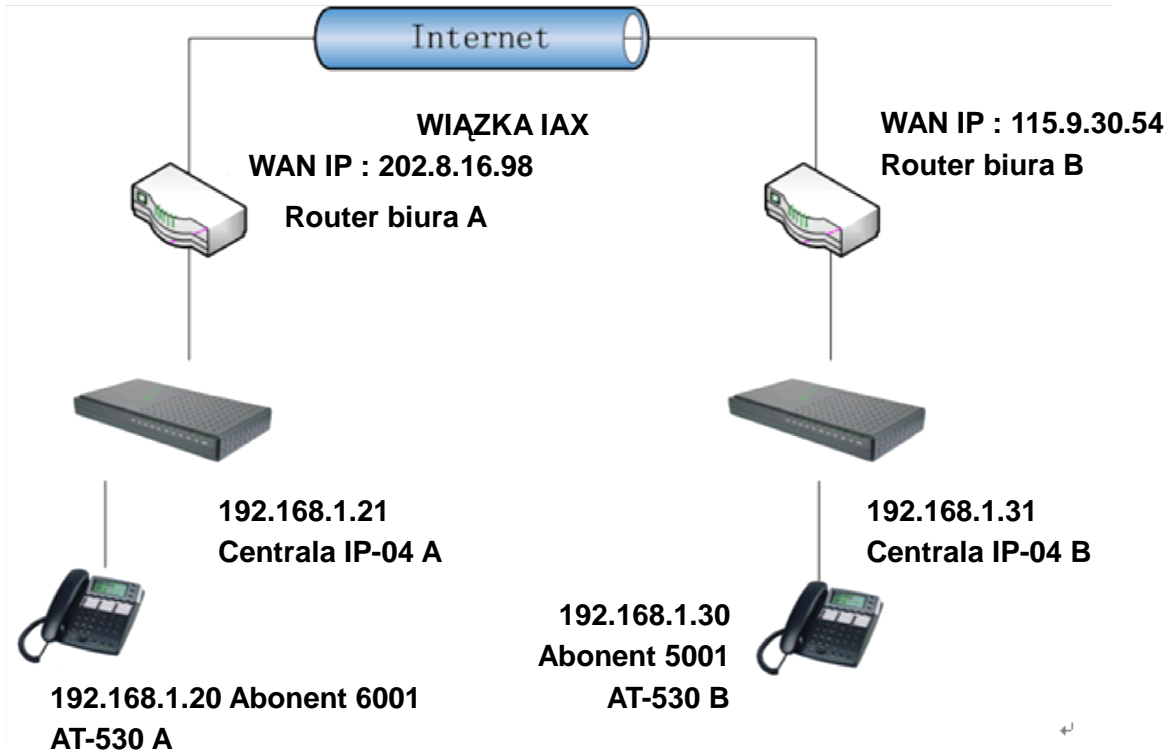 Internet
WIĄZKA IAX
WAN IP : 202.8.16.98
Router biura A
WAN IP : 115.9.30.54
Router biura B
192.168.1.21
Centrala IP-04 A
192.168.1.31
Centrala IP-04 B
192.168.1.20 Abonent 6001
AT-530 A
192.168.1.30
Abonent 5001
AT-530 B